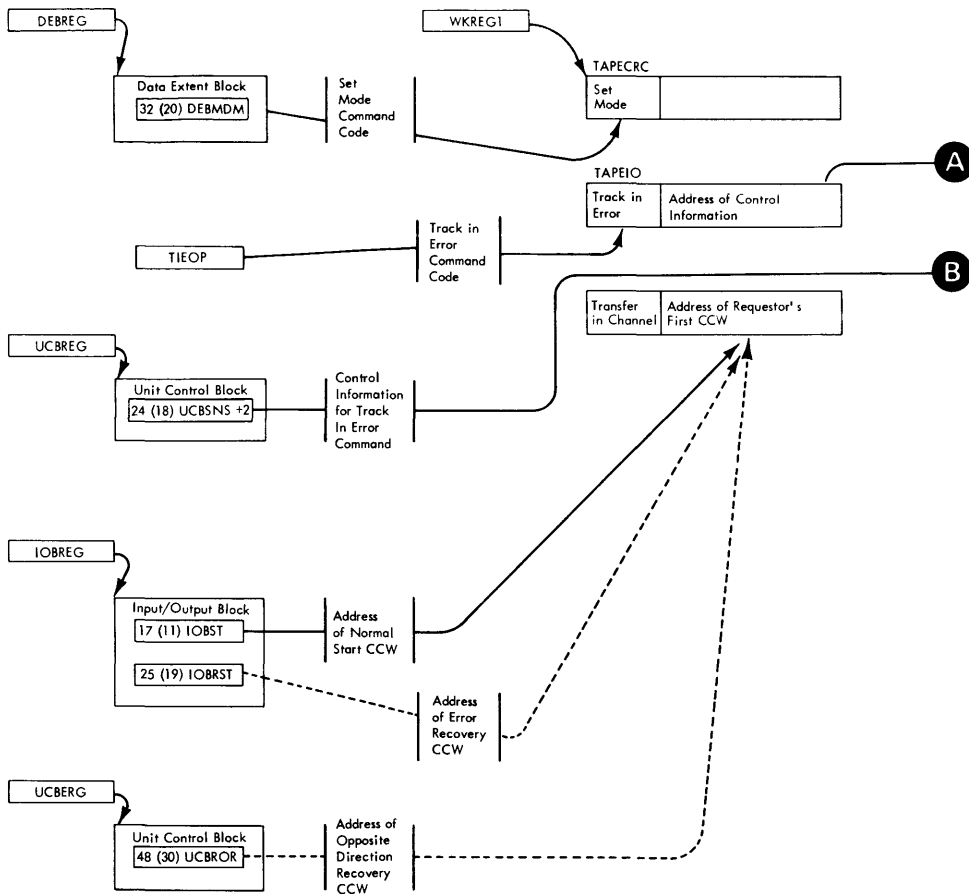 DEBREG
WKREG1
Data Extent Block
32 (20) DEBMDM
Set
Mode
Command
Code
TAPECRC
Set
Mode
A
TAPEIO
Track in
Error
Address of Control
Information
TIEOP
Track in
Error
Command
Code
B
Transfer
in Channel
Address of Requestor's
First CCW
UCBREG
Unit Control Block
24 (18) UCBSNS +2
Control
Information
for Track
In Error
Command
IOBREG
Input/Output Block
17 (11) IOBST
25 (19) IOBRST
Address
of Normal
Start CCW
Address
of Error
Recovery
CCW
UCBERG
Unit Control Block
48 (30) UCBROR
Address of
Opposite
Direction
Recovery
CCW